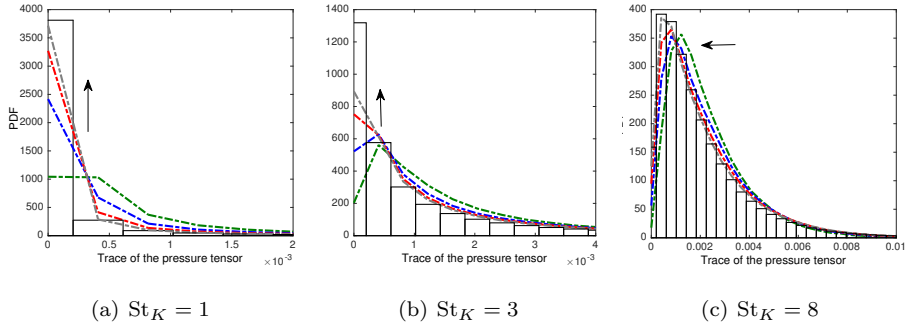 4000
3500
3000
2500
2000
1500
1000
500
0
PDF
0 0.5 1 1.5 2
Trace of the pressure tensor ×10⁻³
1400
1200
1000
800
600
400
200
0
0 1 2 3 4
Trace of the pressure tensor ×10⁻³
400
350
300
250
200
150
100
50
0
0 0.002 0.004 0.006 0.008 0.01
Trace of the pressure tensor
(a) St_K = 1
(b) St_K = 3
(c) St_K = 8